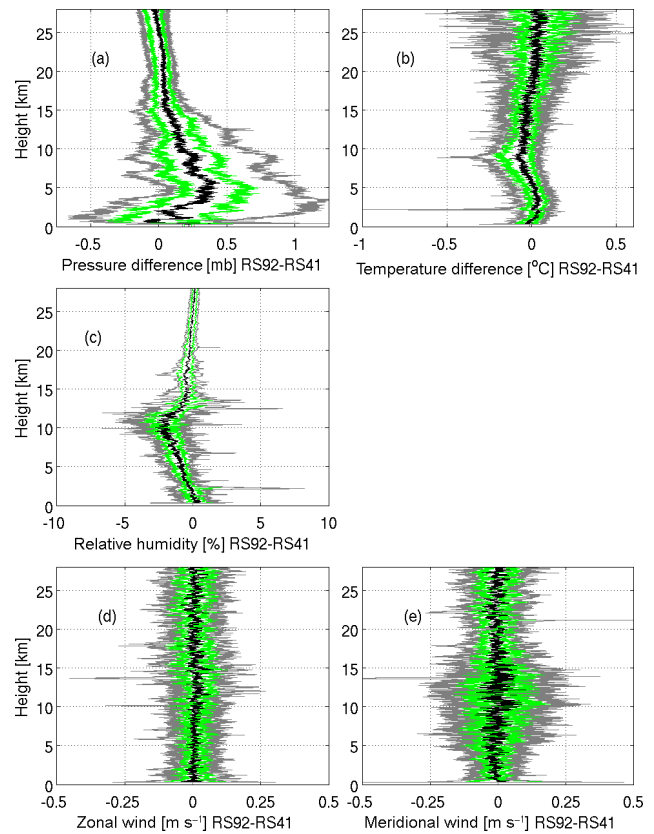 25
20
15
10
5
0
Height [km]
(a)
-0.5 0 0.5 1
Pressure difference [mb] RS92-RS41
25
20
15
10
5
0
(b)
-1 -0.5 0 0.5
Temperature difference [°C] RS92-RS41
25
20
15
10
5
0
Height [km]
(c)
-10 -5 0 5 10
Relative humidity [%] RS92-RS41
25
20
15
10
5
0
Height [km]
(d)
-0.5 -0.25 0 0.25 0.5
Zonal wind [m s⁻¹] RS92-RS41
25
20
15
10
5
0
(e)
-0.5 -0.25 0 0.25 0.5
Meridional wind [m s⁻¹] RS92-RS41